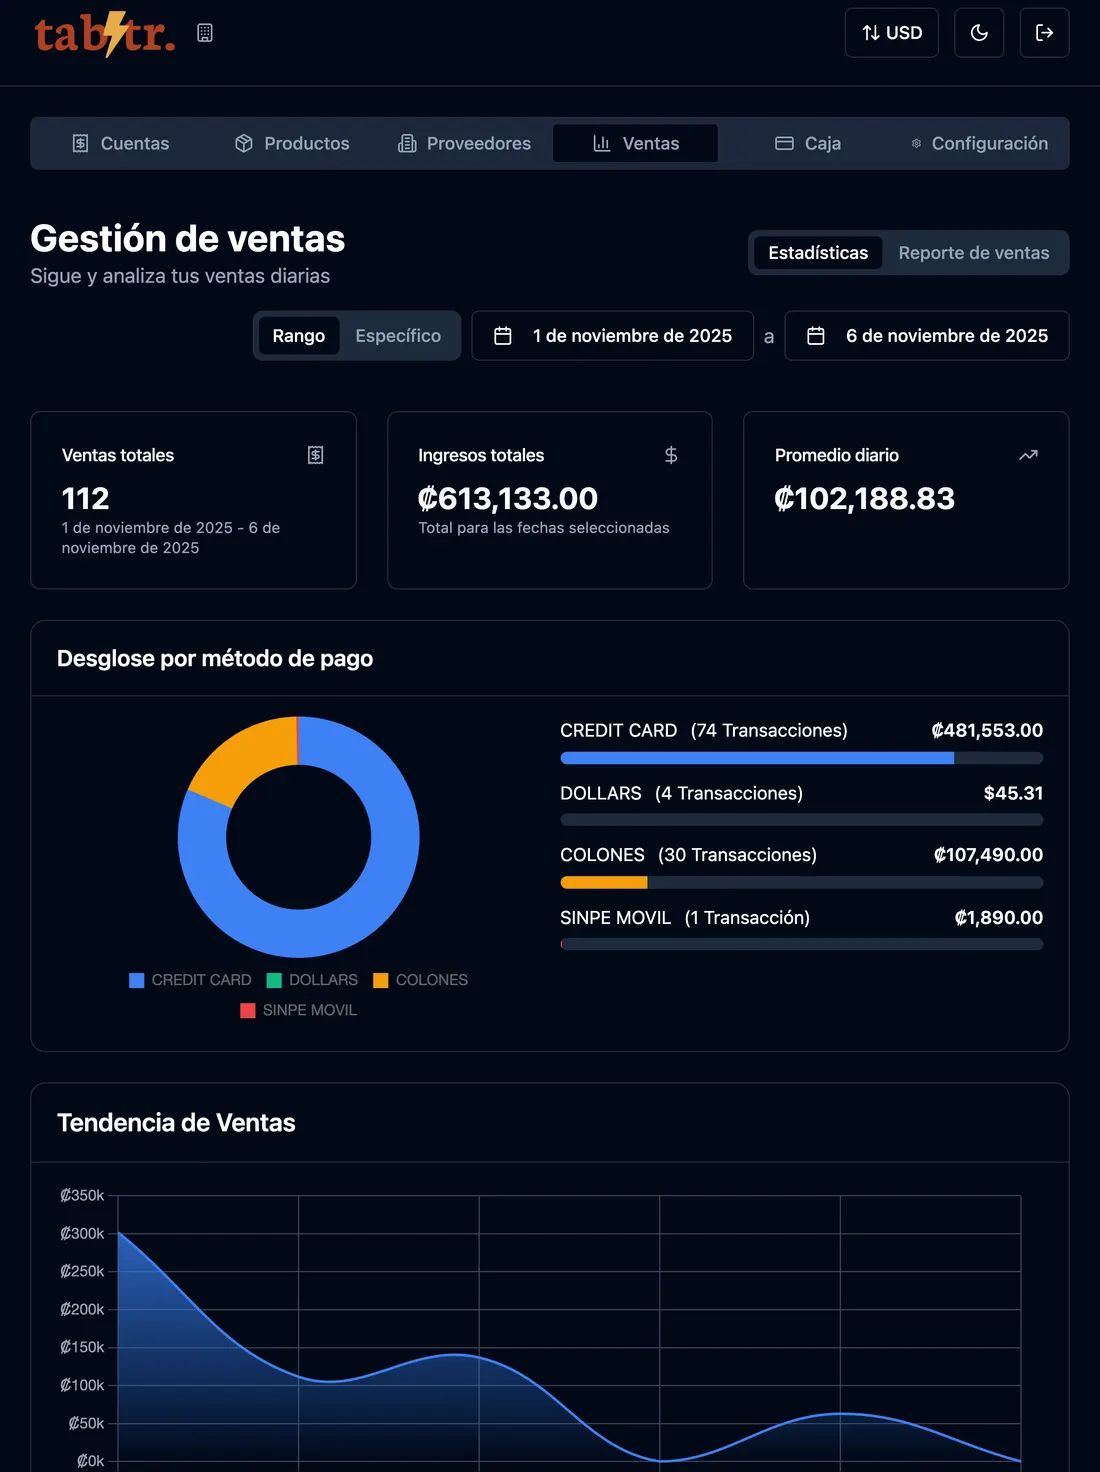 tabtr.
USD
Cuentas
Productos
Proveedores
Ventas
Caja
Configuración
Gestión de ventas
Sigue y analiza tus ventas diarias
Estadísticas
Reporte de ventas
Rango
Específico
1 de noviembre de 2025
a
6 de noviembre de 2025
Ventas totales
112
1 de noviembre de 2025 - 6 de
noviembre de 2025
Ingresos totales
₡613,133.00
Total para las fechas seleccionadas
Promedio diario
₡102,188.83
Desglose por método de pago
CREDIT CARD
DOLLARS
COLONES
SINPE MOVIL
CREDIT CARD (74 Transacciones) ₡481,553.00
DOLLARS (4 Transacciones) $45.31
COLONES (30 Transacciones) ₡107,490.00
SINPE MOVIL (1 Transacción) ₡1,890.00
Tendencia de Ventas
₡350k
₡300k
₡250k
₡200k
₡150k
₡100k
₡50k
₡0k